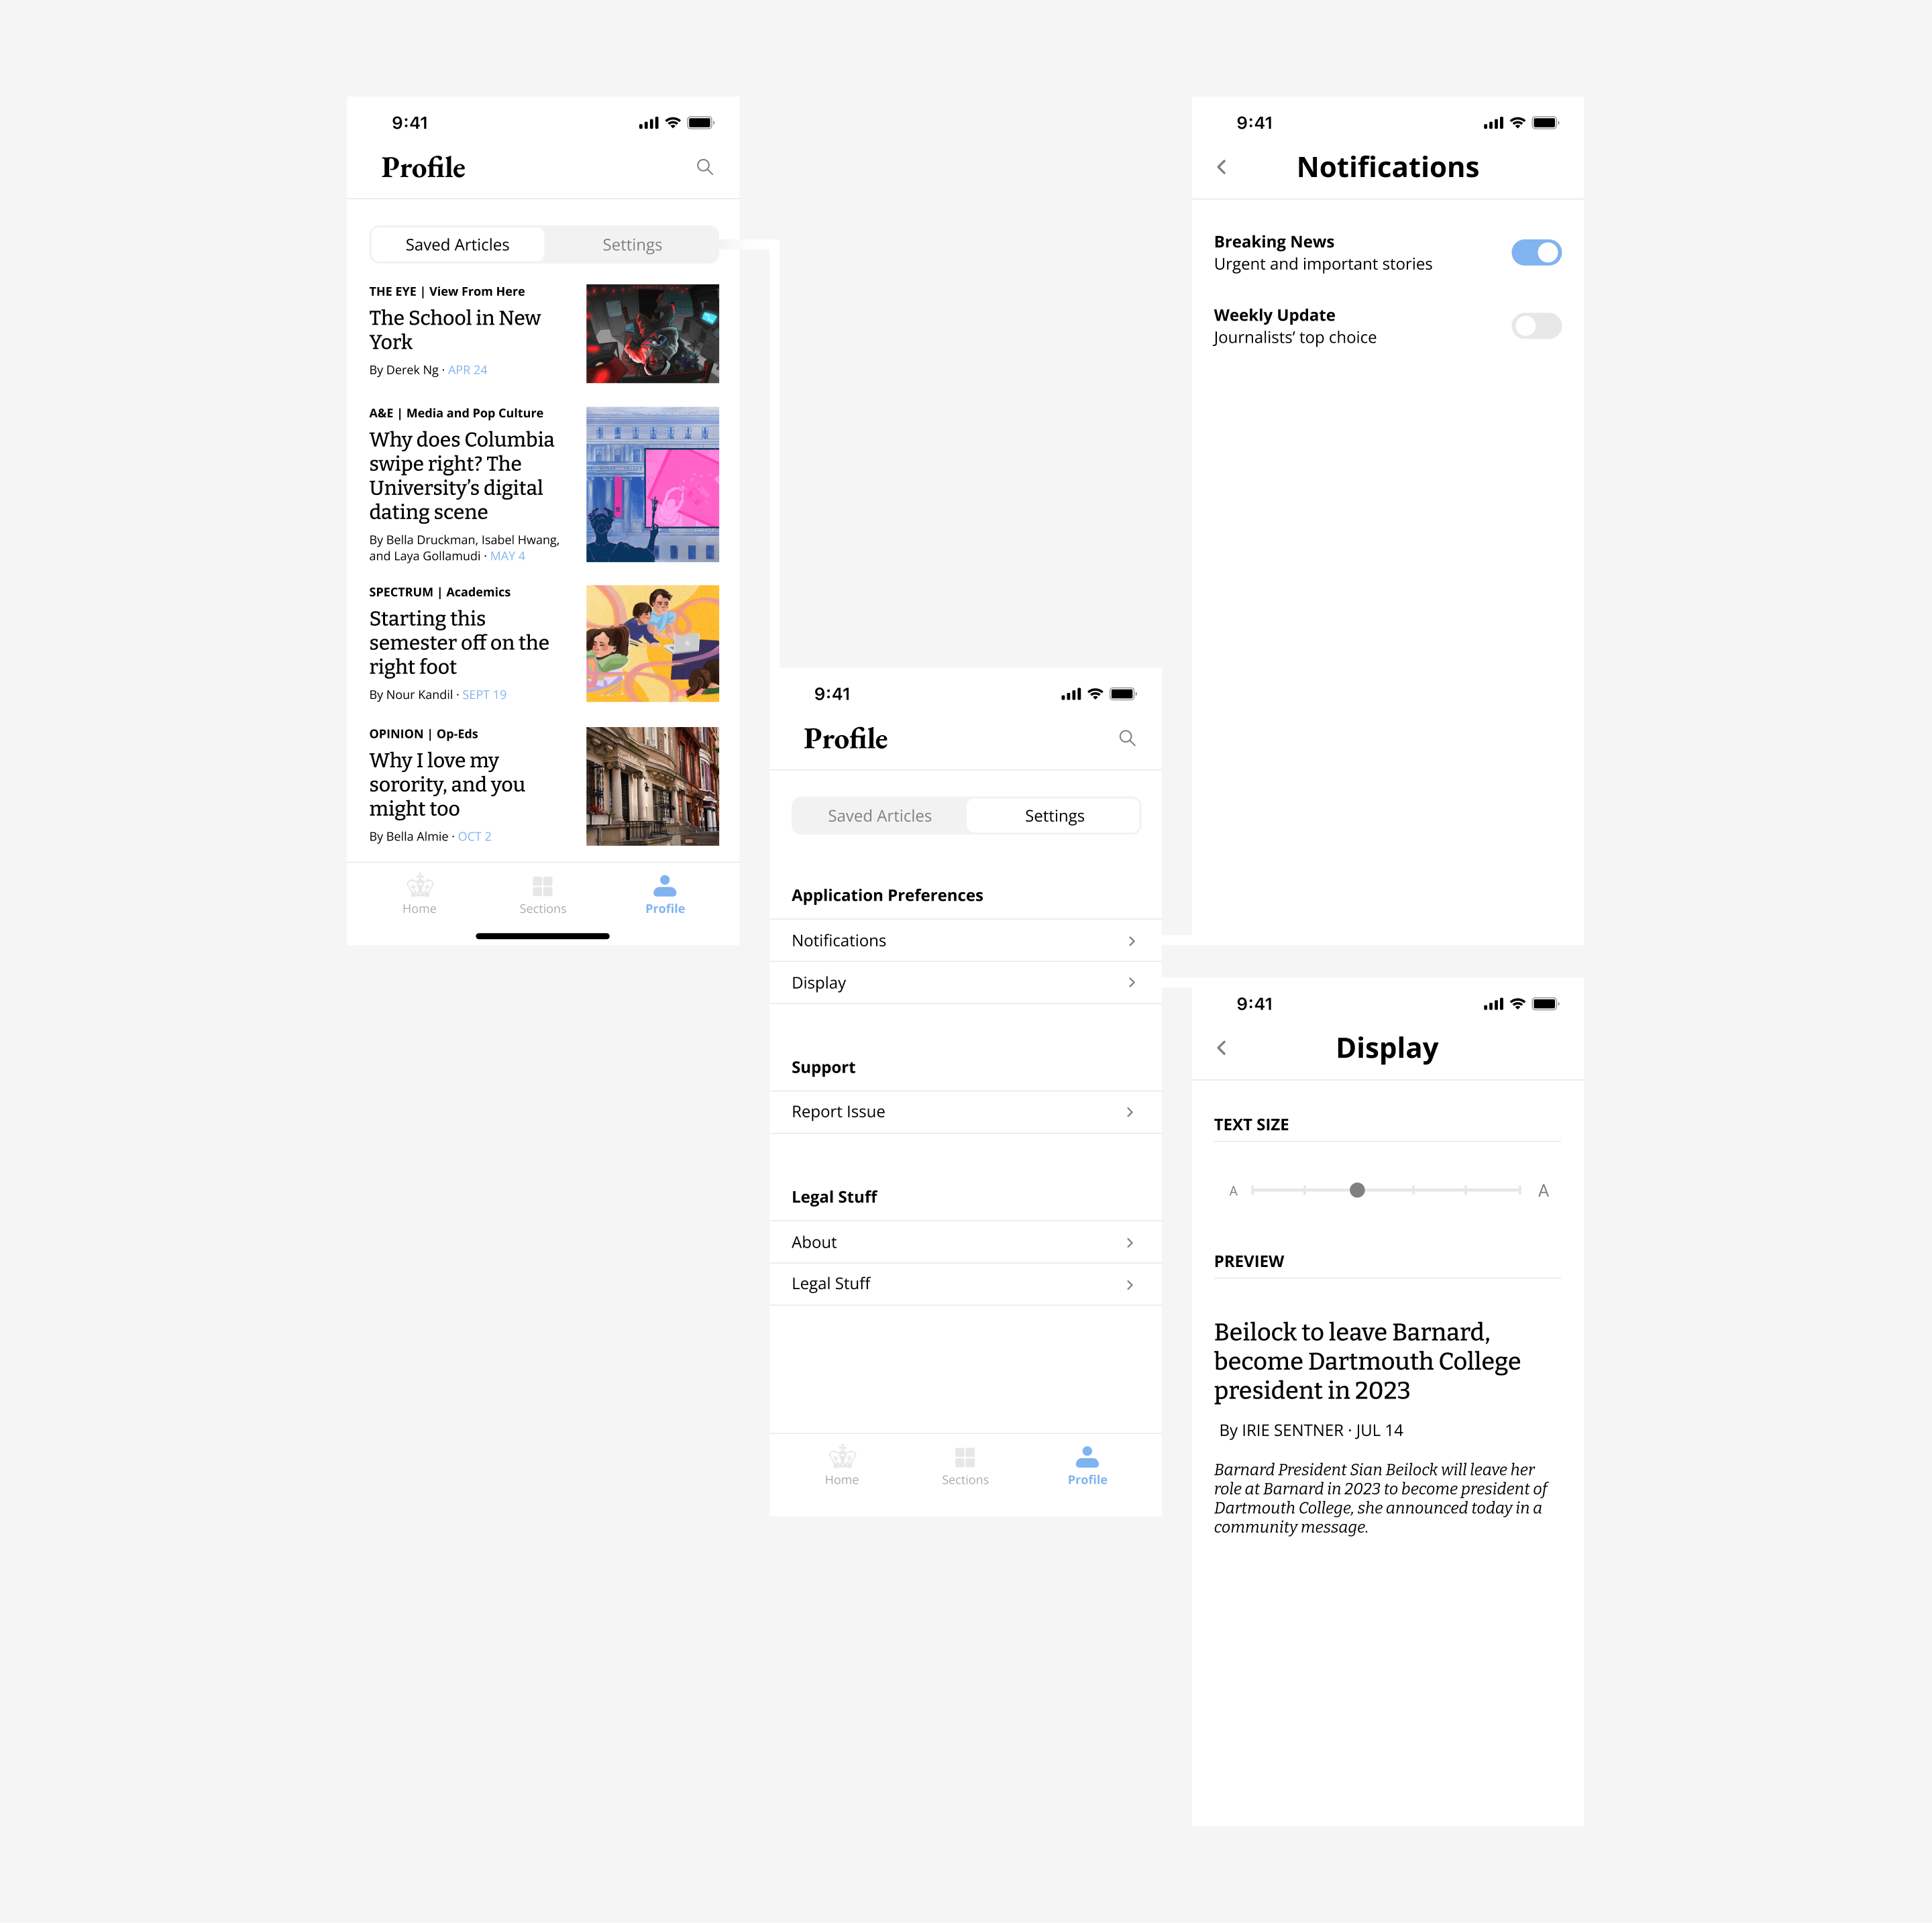 9:41
Profile
Saved Articles
Settings
THE EYE | View From Here
The School in New
York
By Derek Ng · APR 24
A&E | Media and Pop Culture
Why does Columbia
swipe right? The
University’s digital
dating scene
By Bella Druckman, Isabel Hwang,
and Laya Gollamudi · MAY 4
SPECTRUM | Academics
Starting this
semester off on the
right foot
By Nour Kandil · SEPT 19
OPINION | Op-Eds
Why I love my
sorority, and you
might too
By Bella Almie · OCT 2
Home
Sections
Profile
9:41
Profile
Saved Articles
Settings
Application Preferences
Notifications
Display
Support
Report Issue
Legal Stuff
About
Legal Stuff
Home
Sections
Profile
9:41
Notifications
Breaking News
Urgent and important stories
Weekly Update
Journalists’ top choice
9:41
Display
TEXT SIZE
A
A
PREVIEW
Beilock to leave Barnard,
become Dartmouth College
president in 2023
By IRIE SENTNER · JUL 14
Barnard President Sian Beilock will leave her
role at Barnard in 2023 to become president of
Dartmouth College, she announced today in a
community message.